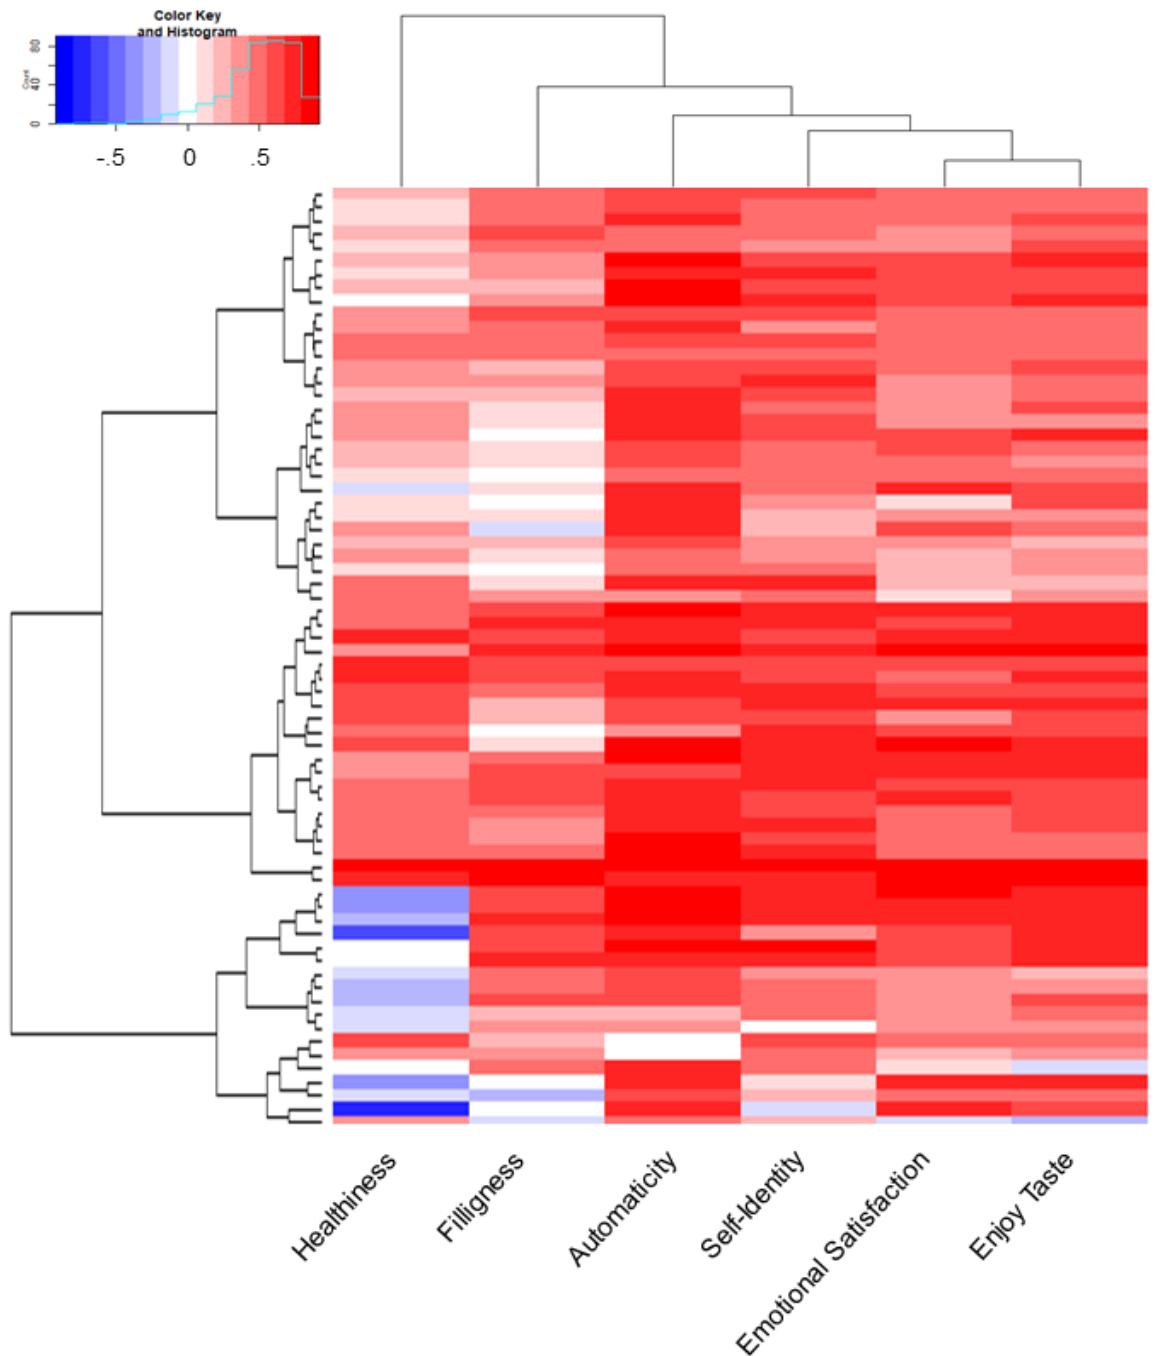 Color Key
and Histogram
Count
0
40
80
-.5
0
.5
Healthiness
Filligness
Automaticity
Self-Identity
Emotional Satisfaction
Enjoy Taste